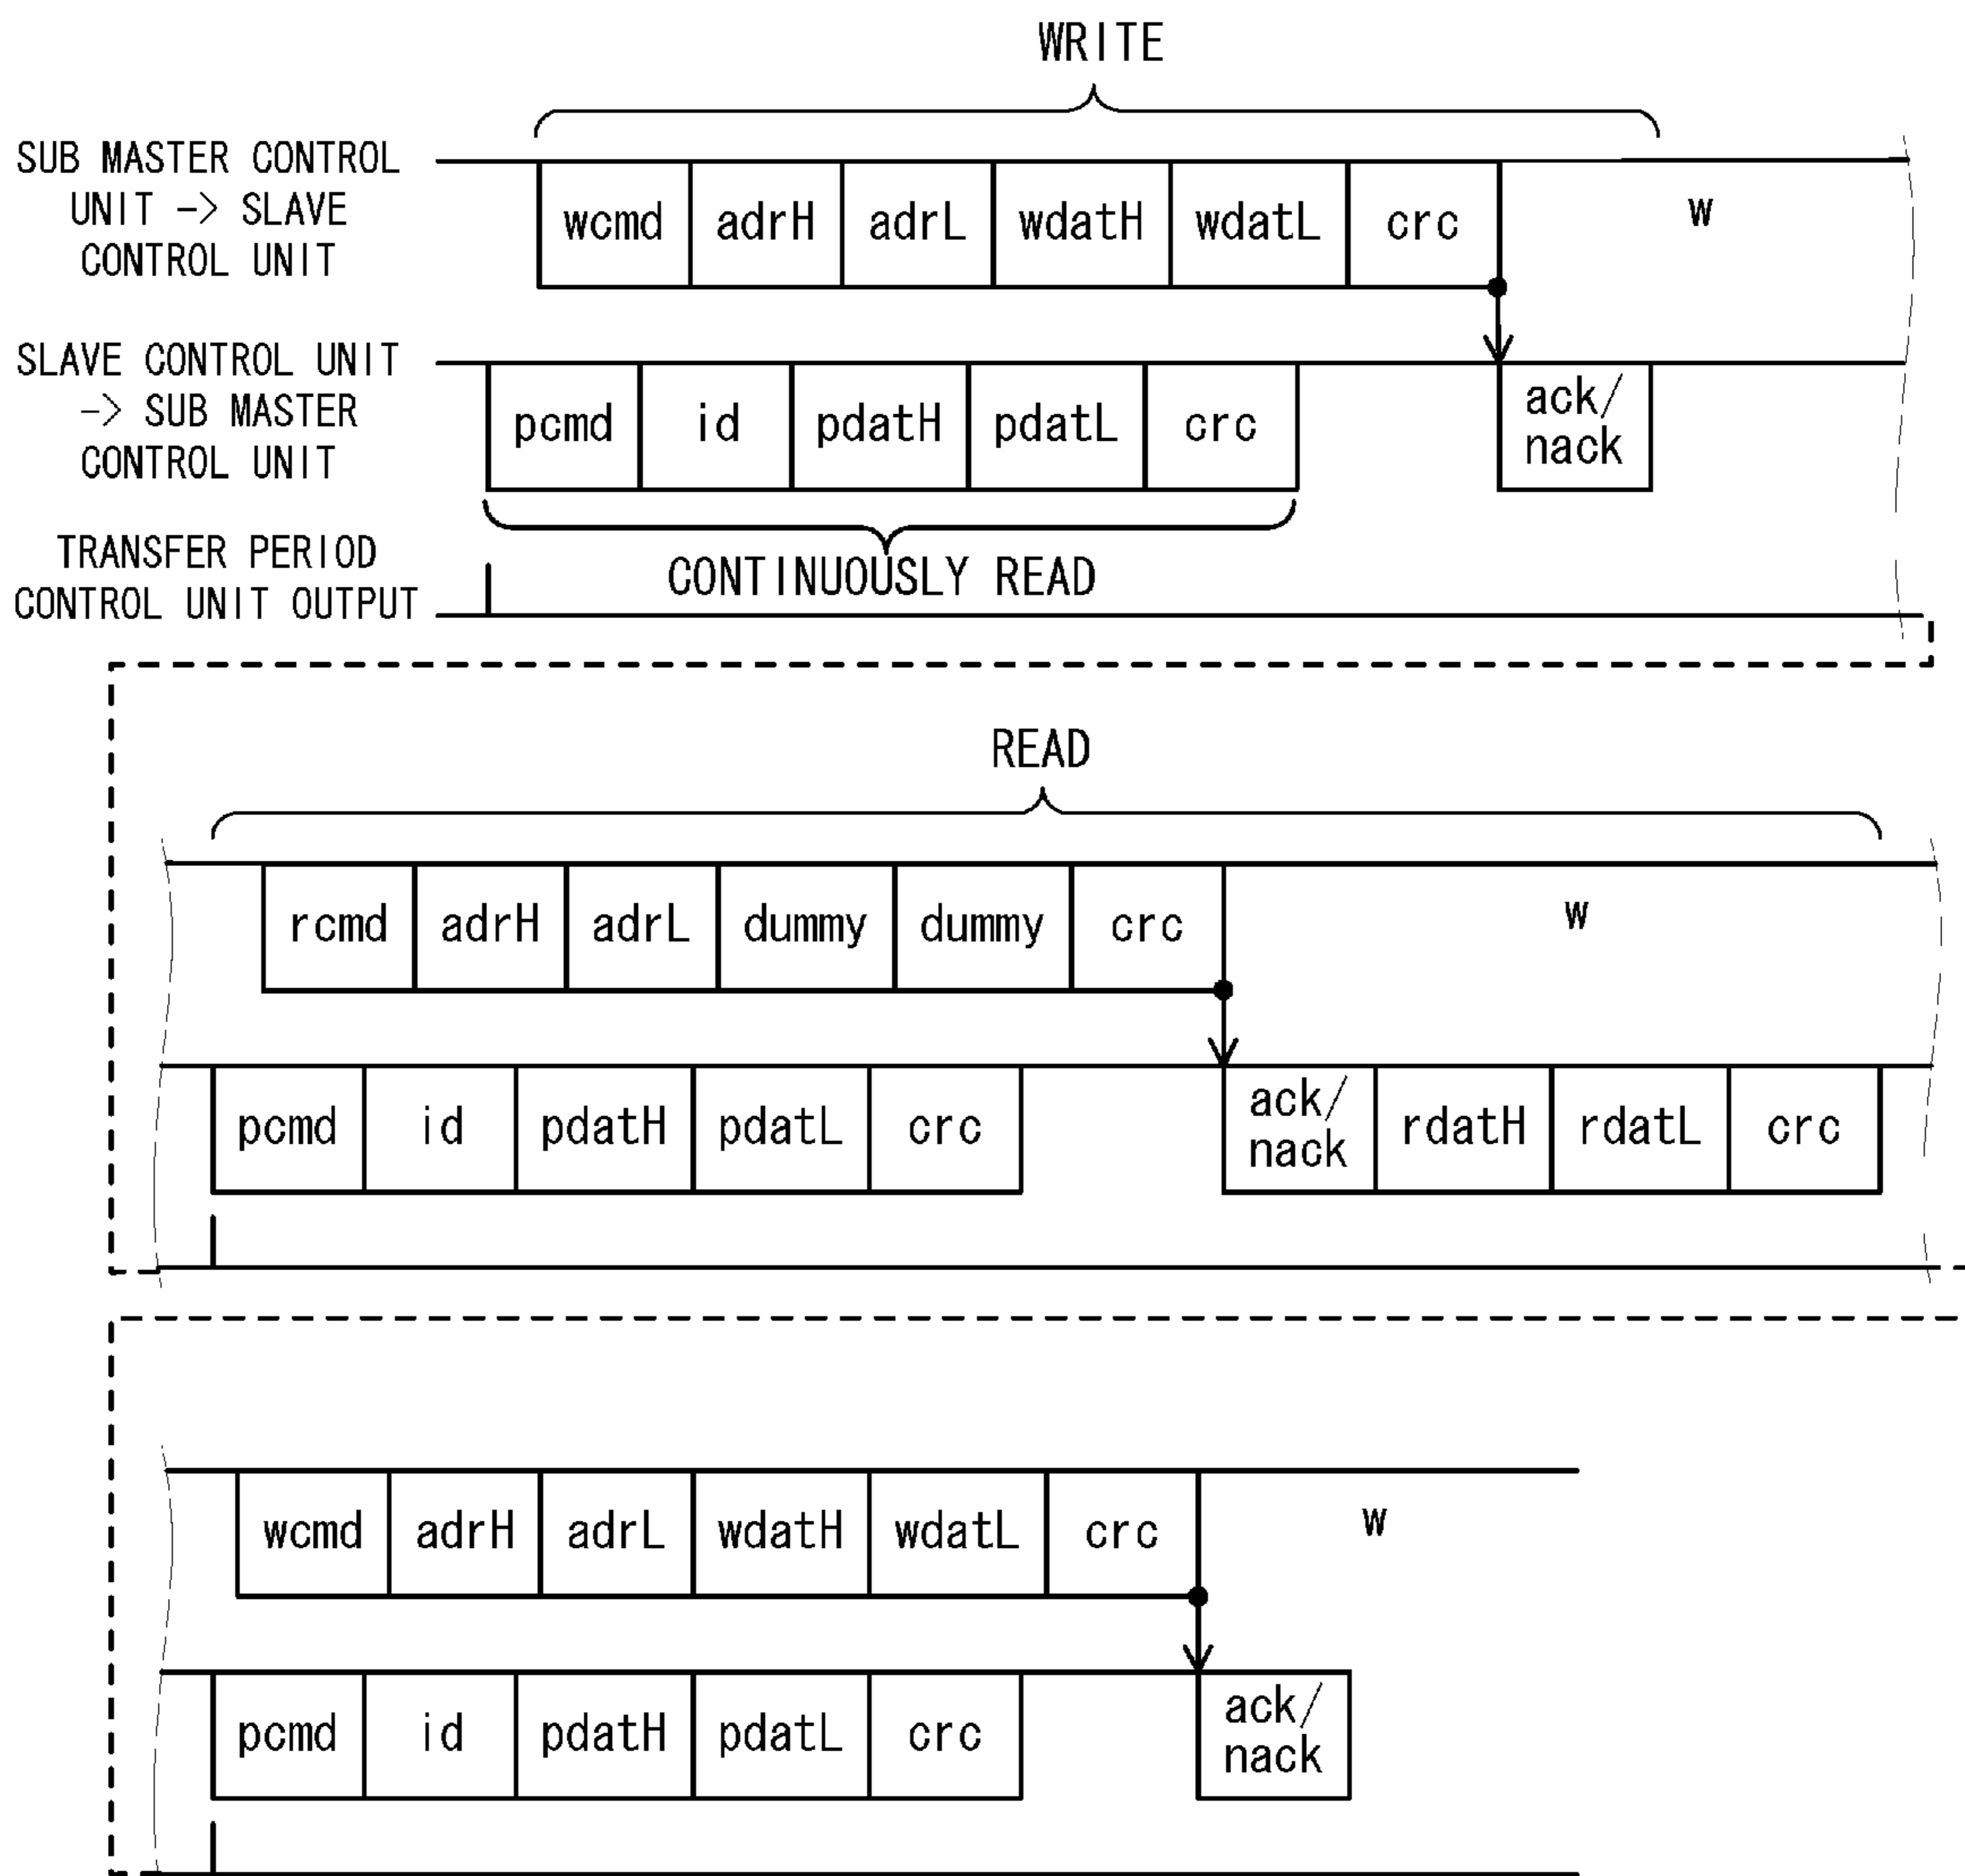 WRITE
SUB MASTER CONTROL
UNIT -> SLAVE
CONTROL UNIT
wcmd adrH adrL wdatH wdatL crc w
SLAVE CONTROL UNIT
-> SUB MASTER
CONTROL UNIT
pcmd id pdatH pdatL crc ack/
nack
TRANSFER PERIOD
CONTROL UNIT OUTPUT
CONTINUOUSLY READ
READ
rcmd adrH adrL dummy dummy crc w
pcmd id pdatH pdatL crc ack/
nack rdatH rdatL crc
wcmd adrH adrL wdatH wdatL crc w
pcmd id pdatH pdatL crc ack/
nack